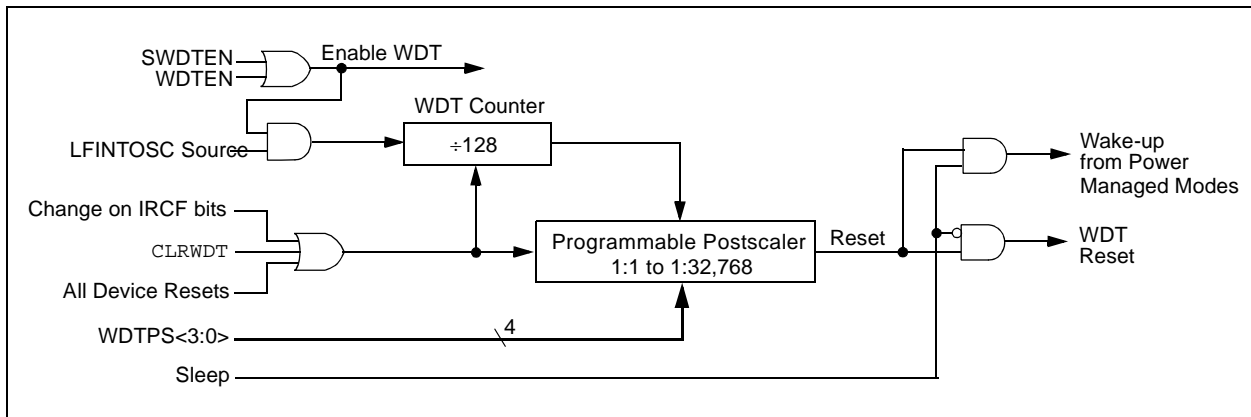 SWDTEN
WDTEN
Enable WDT
WDT Counter
LFINTOSC Source
÷128
Wake-up
from Power
Managed Modes
Change on IRCF bits
CLRWDT
All Device Resets
Programmable Postscaler
1:1 to 1:32,768
Reset
WDT
Reset
WDTPS<3:0>
4
Sleep